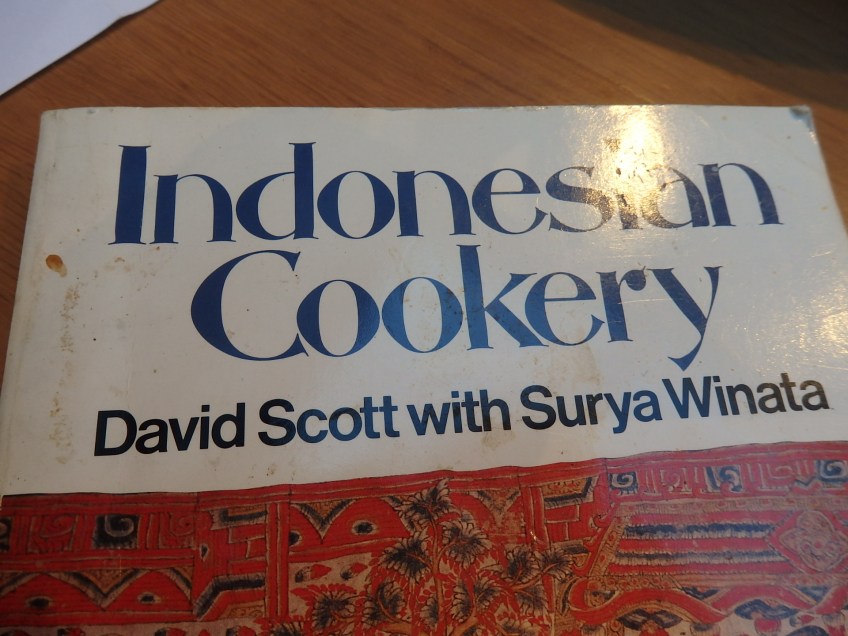 Indonesian
Cookery
David Scott with Surya Winata